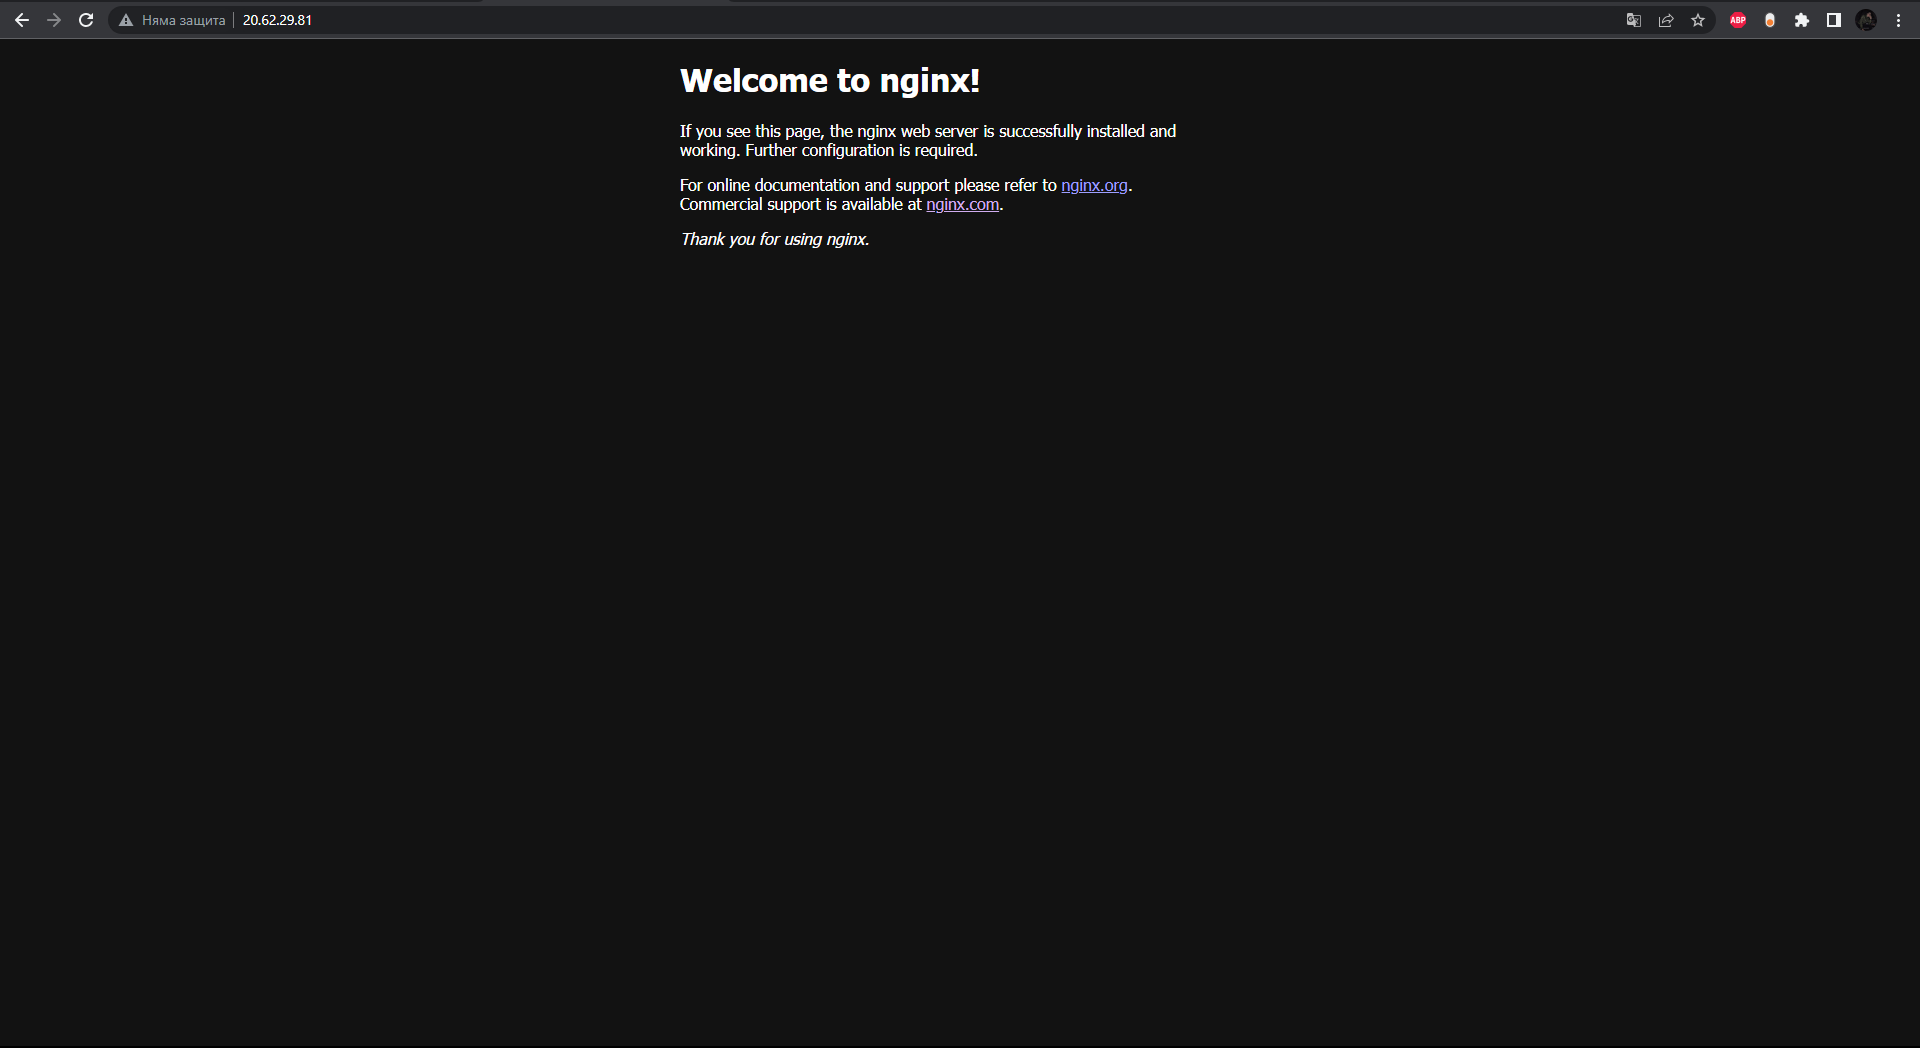 Няма защита 20.62.29.81
ABP
Welcome to nginx!
If you see this page, the nginx web server is successfully installed and
working. Further configuration is required.
For online documentation and support please refer to nginx.org.
Commercial support is available at nginx.com.
Thank you for using nginx.